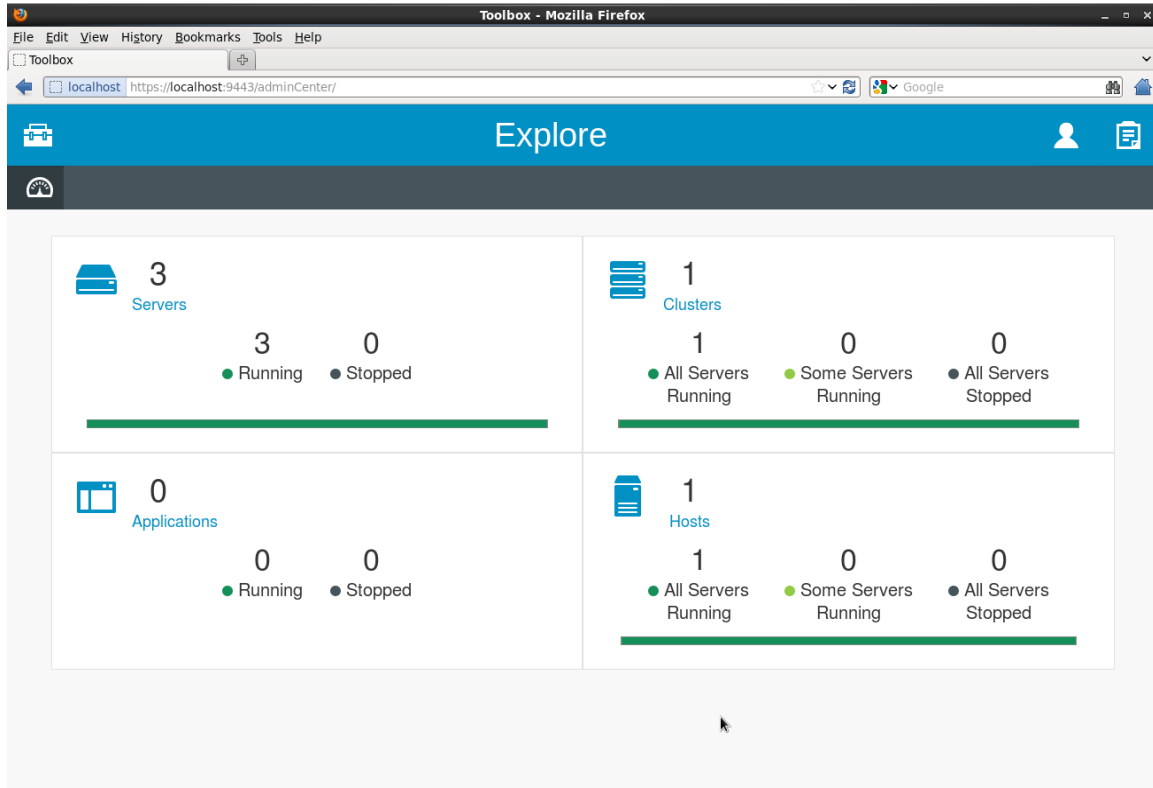 Toolbox - Mozilla Firefox
File Edit View History Bookmarks Tools Help
Toolbox
localhost https://localhost:9443/adminCenter/
Google
Explore
3
Servers
3 0
Running Stopped
1
Clusters
1 0 0
All Servers Some Servers All Servers
Running Running Stopped
0
Applications
0 0
Running Stopped
1
Hosts
1 0 0
All Servers Some Servers All Servers
Running Running Stopped